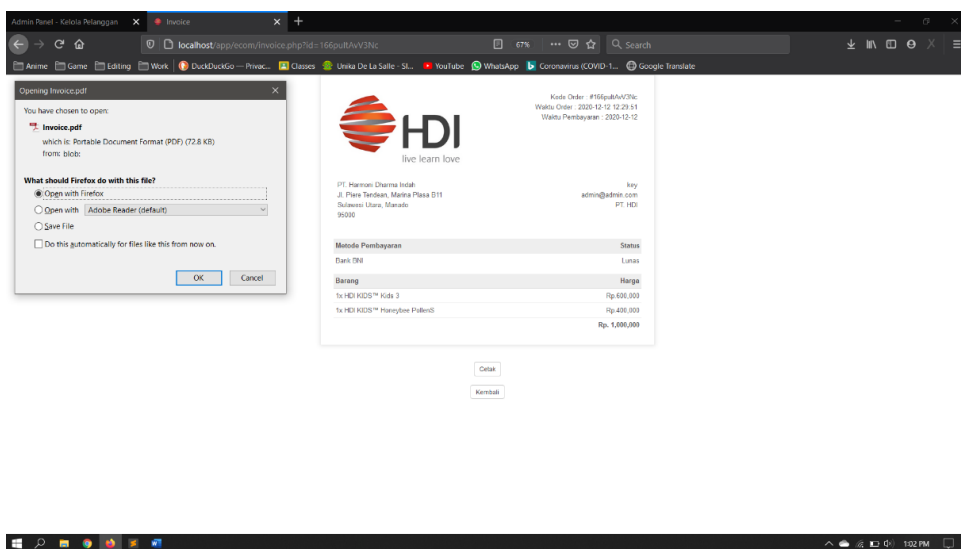 Admin Panel - Kelola Pelanggan
Invoice
localhost/app/ecom/invoice.php?id=166pultAvV3Nc
67%
Search
Anime
Game
Editing
Work
DuckDuckGo — Privac...
Classes
Unika De La Salle - SI...
YouTube
WhatsApp
Coronavirus (COVID-1...
Google Translate
Opening Invoice.pdf
You have chosen to open:
Invoice.pdf
which is: Portable Document Format (PDF) (72.8 KB)
from: blob:
What should Firefox do with this file?
Open with Firefox
Open with Adobe Reader (default)
Save File
Do this automatically for files like this from now on.
OK Cancel
HDI
live learn love
Kode Order : #166pultAvV3Nc
Waktu Order : 2020-12-12 12:29:51
Waktu Pembayaran : 2020-12-12
PT. Harmoni Dharma Indah
Jl. Piere Tendean, Marina Plasa B11
Sulawesi Utara, Manado
95000
key
admin@admin.com
PT. HDI
Metode Pembayaran Status
Bank BNI Lunas
Barang Harga
1x HDI KIDS™ Kids 3 Rp.600,000
1x HDI KIDS™ Honeybee PollenS Rp.400,000
Rp. 1,000,000
Cetak
Kembali
1:02 PM